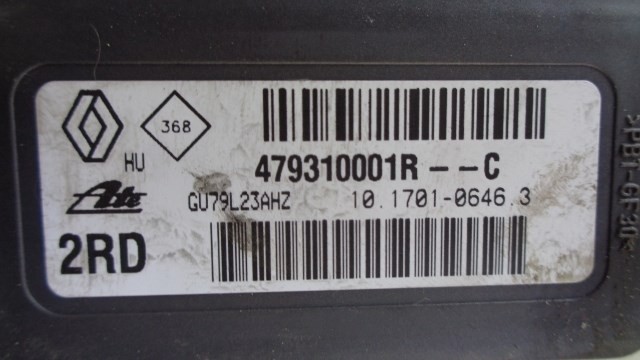 368
HU
479310001R--C
Ate
GU79L23AHZ 10.1701-0646.3
2RD